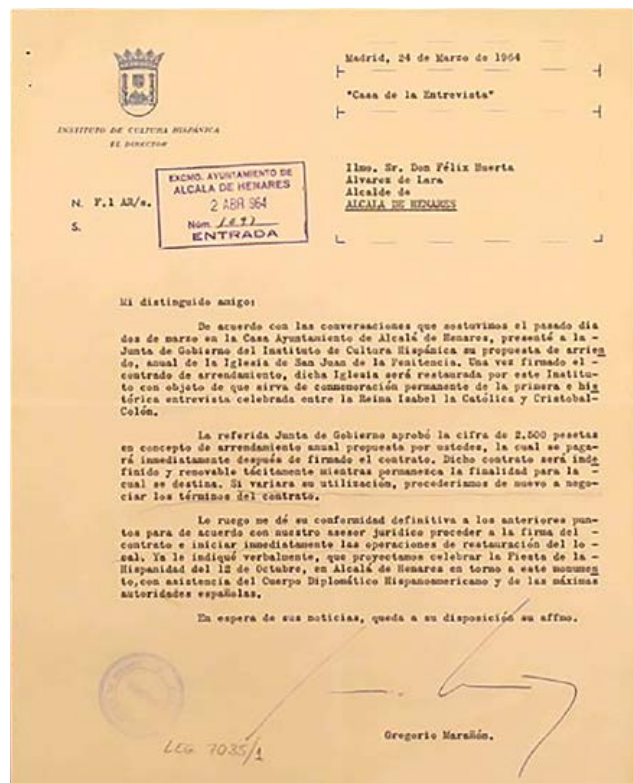 Madrid, 24 de Marzo de 1964
"Casa de la Entrevista"
INSTITUTO DE CULTURA HISPÁNICA
EL DIRECTOR
Ilmo. Sr. Don Félix Huerta
Alvarez de Lara
Alcalde de
ALCALA DE HENARES
EXCMO. AYUNTAMIENTO DE
ALCALA DE HENARES
2 ABR 964
Núm.
ENTRADA
N. F.1 AR/s.
S.
Mi distinguido amigo:
De acuerdo con las conversaciones que sostuvimos el pasado dia
dos de marzo en la Casa Ayuntamiento de Alcalá de Henares, presenté a la -
Junta de Gobierno del Instituto de Cultura Hispánica su propuesta de arrien
do, anual de la Iglesia de San Juan de la Penitencia. Una vez firmado el -
contrato de arrendamiento, dicha Iglesia será restaurada por este Institu-
to con objeto de que sirva de conmemoración permanente de la primera e his
tórica entrevista celebrada entre la Reina Isabel la Católica y Cristobal-
Colón.
La referida Junta de Gobierno aprobó la cifra de 2.500 pesetas
en concepto de arrendamiento anual propuesta por ustedes, la cual se paga-
rá inmediatamente después de firmado el contrato. Dicho contrato será inde
finido y renovable tácitamente mientras permanezca la finalidad para la -
cual se destina. Si variara su utilización, procederiamos de nuevo a nego-
ciar los términos del contrato.
Le ruego me dé su conformidad definitiva a los anteriores pun-
tos para de acuerdo con nuestro asesor juridico proceder a la firma del -
contrato e iniciar inmediatamente las operaciones de restauración del lo-
cal. Ya le indiqué verbalmente, que proyectamos celebrar la Fiesta de la -
Hispanidad del 12 de Octubre, en Alcalá de Henares en torno a este monumen
to,con asistencia del Cuerpo Diplomático Hispanoamericano y de las máximas
autoridades españolas.
En espera de sus noticias, queda a su disposición su affmo.
Gregorio Marañón.
LEG 7035/1